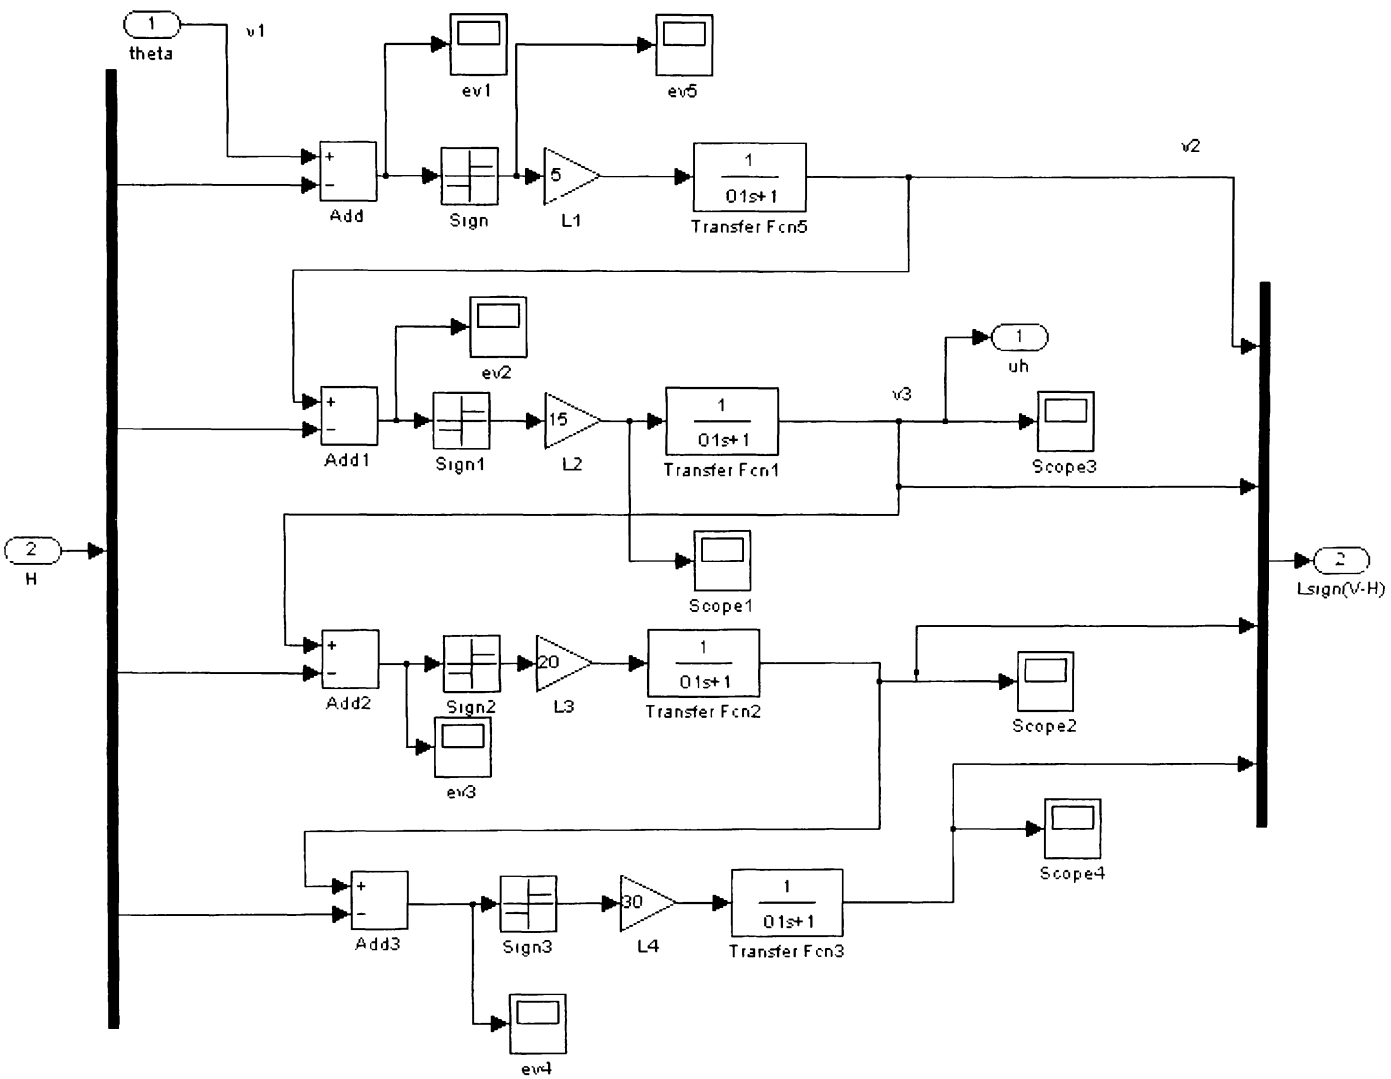 1
theta
v1
ev1
ev5
+
−
Add
Sign
5
L1
1
01s+1
Transfer Fcn5
v2
ev2
1
uh
+
−
Add1
Sign1
15
L2
1
01s+1
Transfer Fcn1
v3
Scope3
2
H
Scope1
2
Lsign(V-H)
+
−
Add2
Sign2
20
L3
1
01s+1
Transfer Fcn2
Scope2
ev3
+
−
Add3
Sign3
30
L4
1
01s+1
Transfer Fcn3
Scope4
ev4